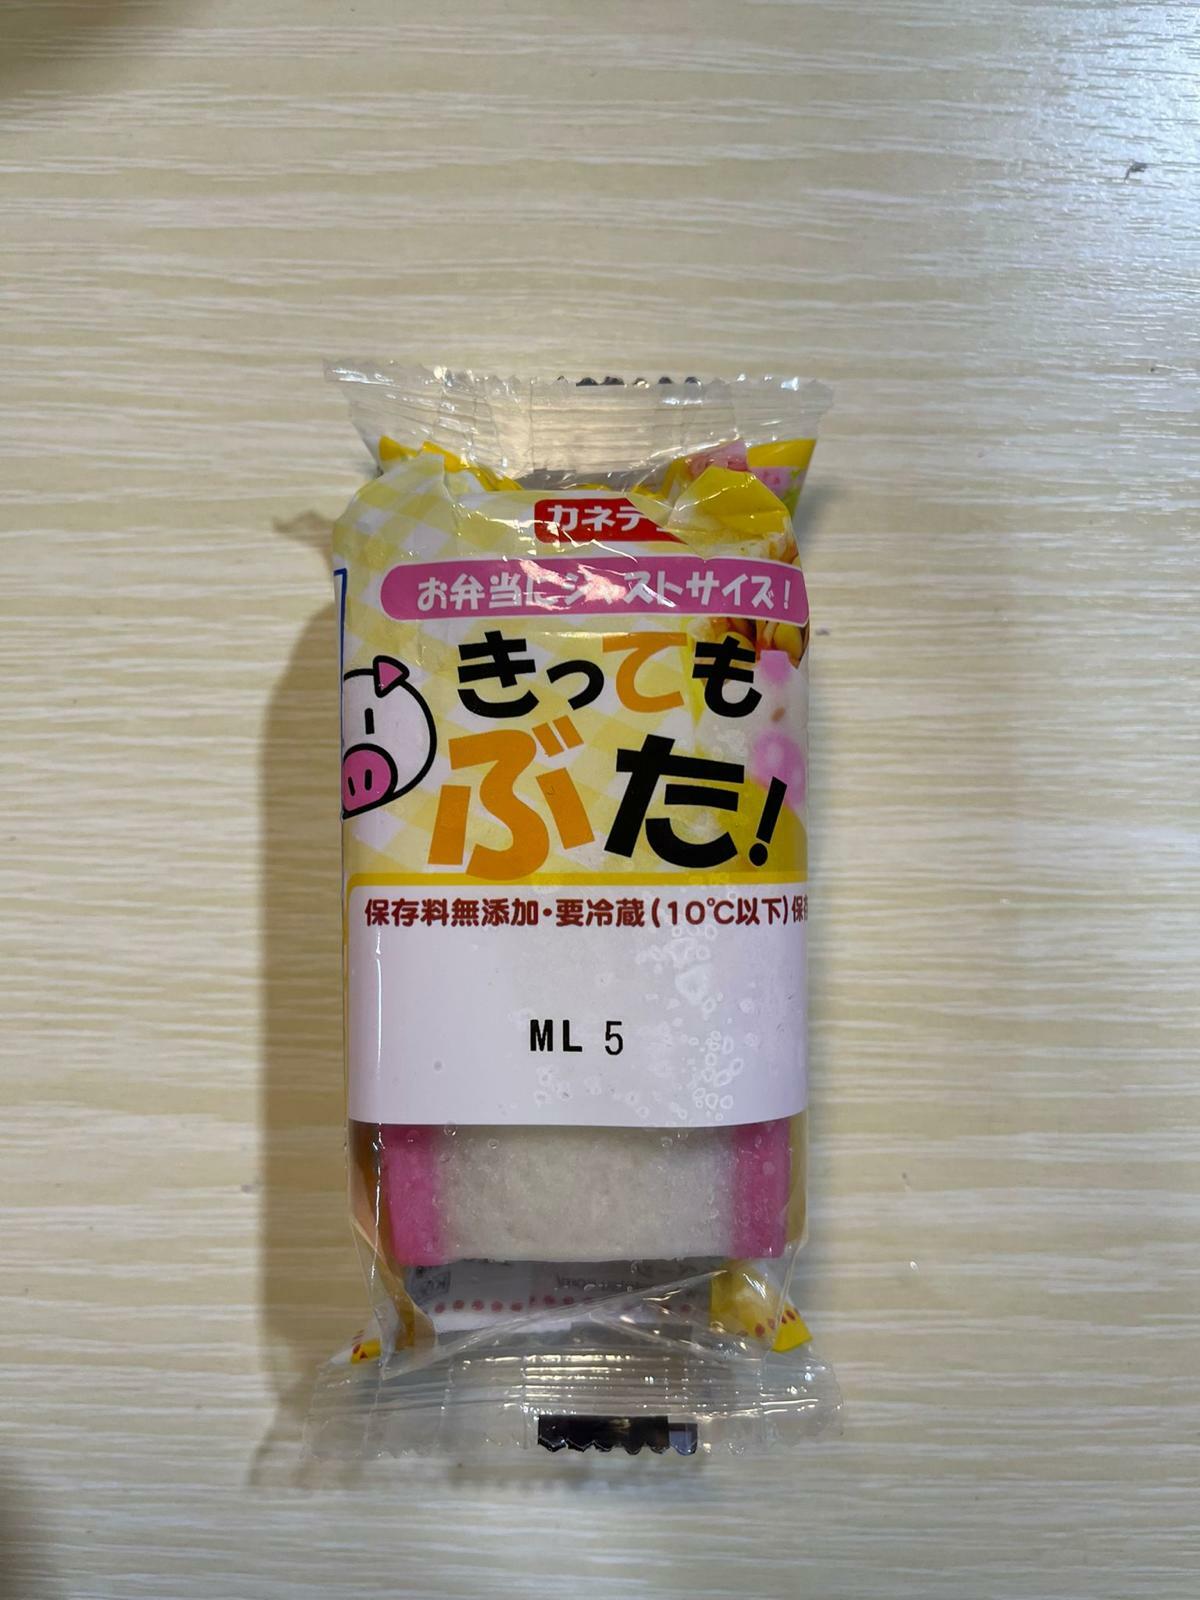 カネテ
お弁当にジャストサイズ!
きっても
ぶた!
保存料無添加・要冷蔵(10℃以下)保存
ML 5